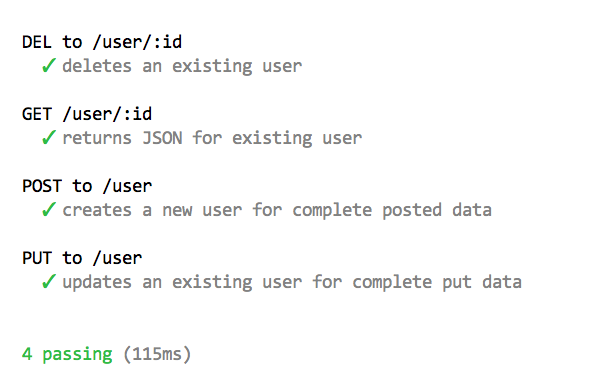 DEL to /user/:id
✓ deletes an existing user
GET /user/:id
✓ returns JSON for existing user
POST to /user
✓ creates a new user for complete posted data
PUT to /user
✓ updates an existing user for complete put data
4 passing (115ms)